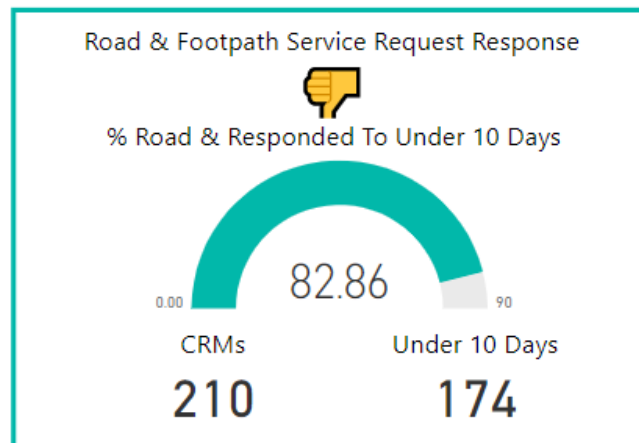 Road & Footpath Service Request Response
% Road & Responded To Under 10 Days
82.86
0.00 90
CRMs Under 10 Days
210 174